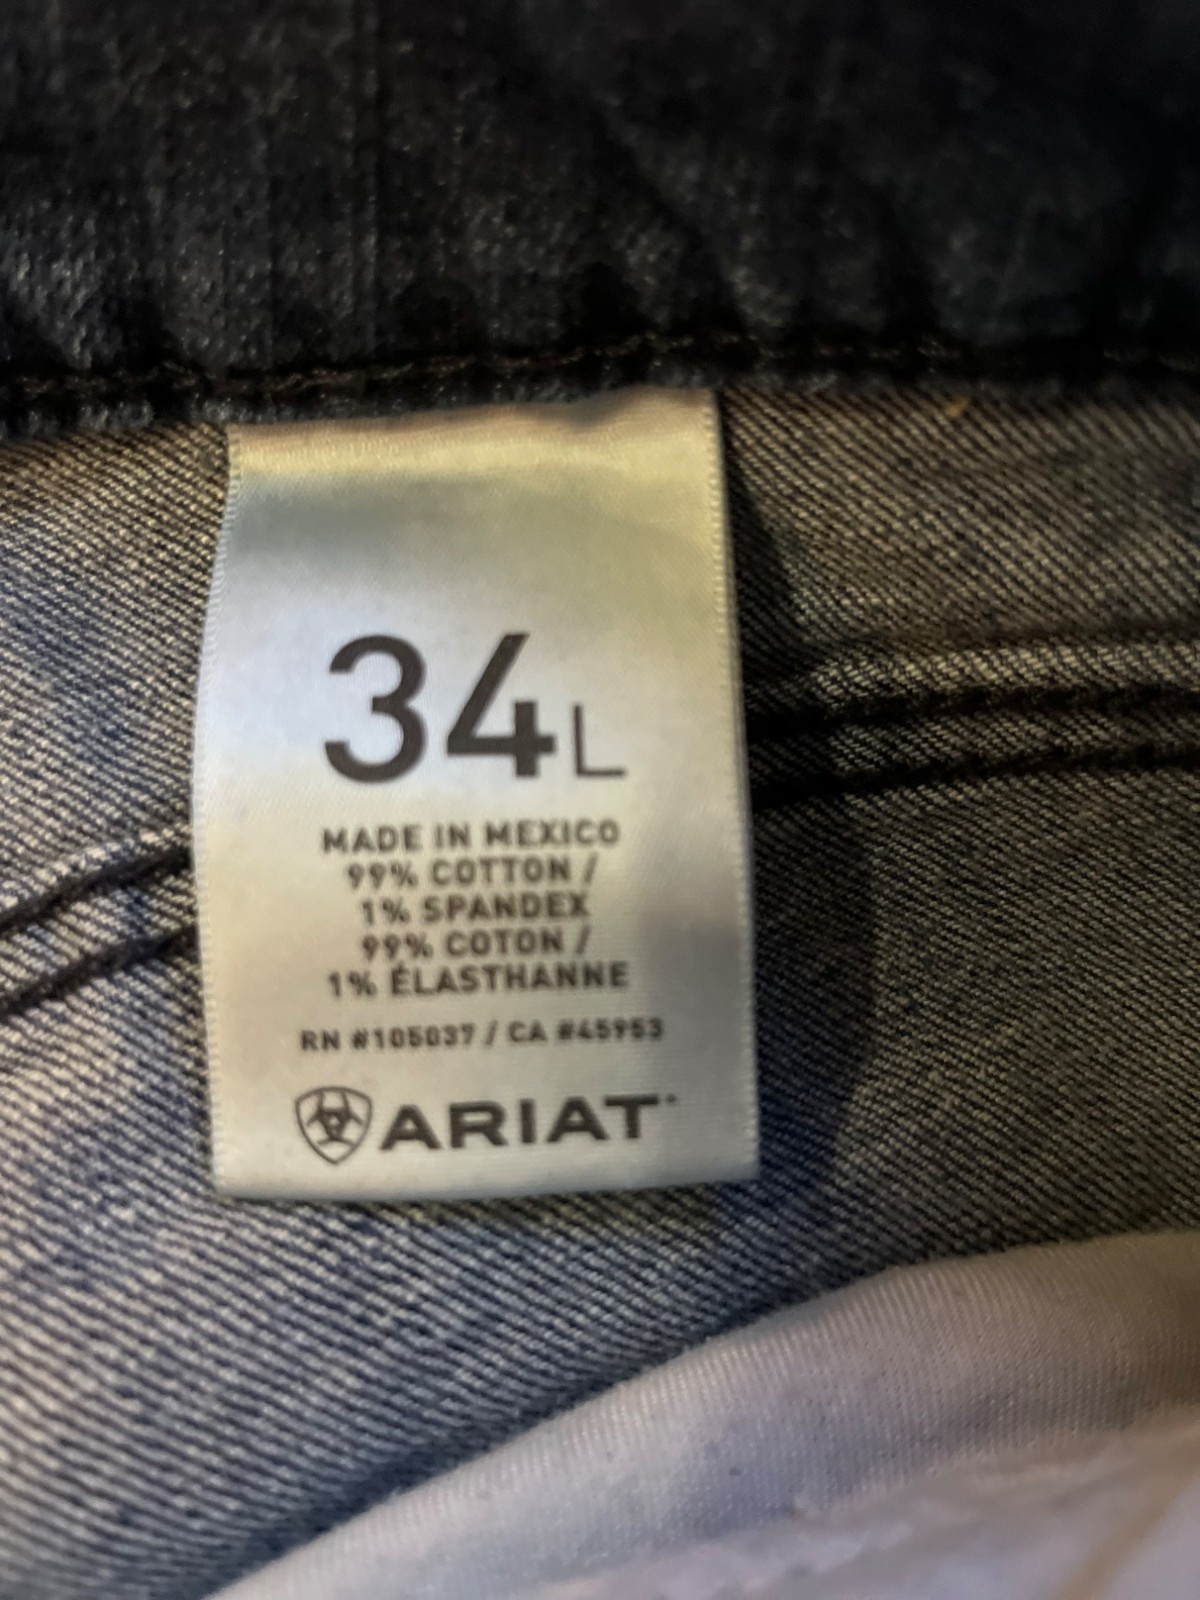 34L
MADE IN MEXICO
99% COTTON /
1% SPANDEX
99% COTON /
1% ÉLASTHANNE
RN #105037 / CA #45953
ARIAT